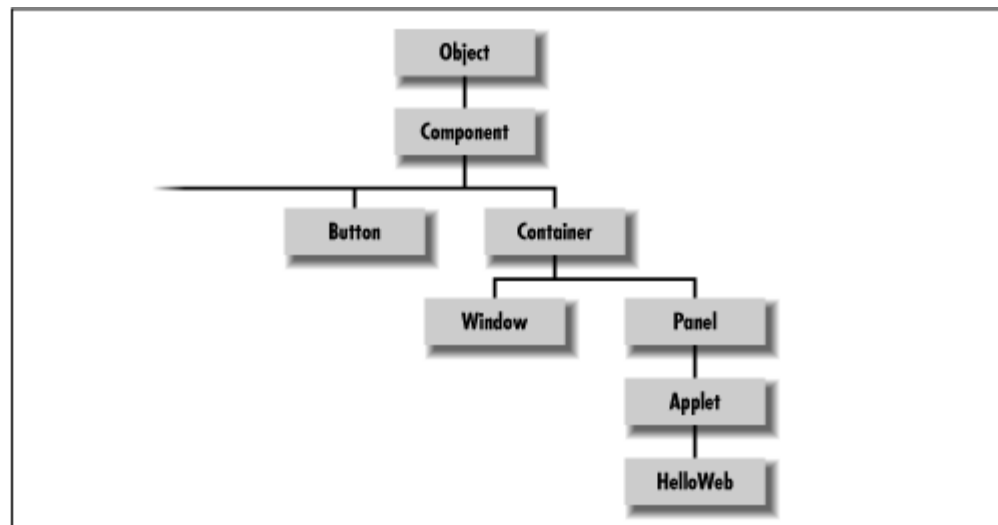 Object
Component
Button
Container
Window
Panel
Applet
HelloWeb